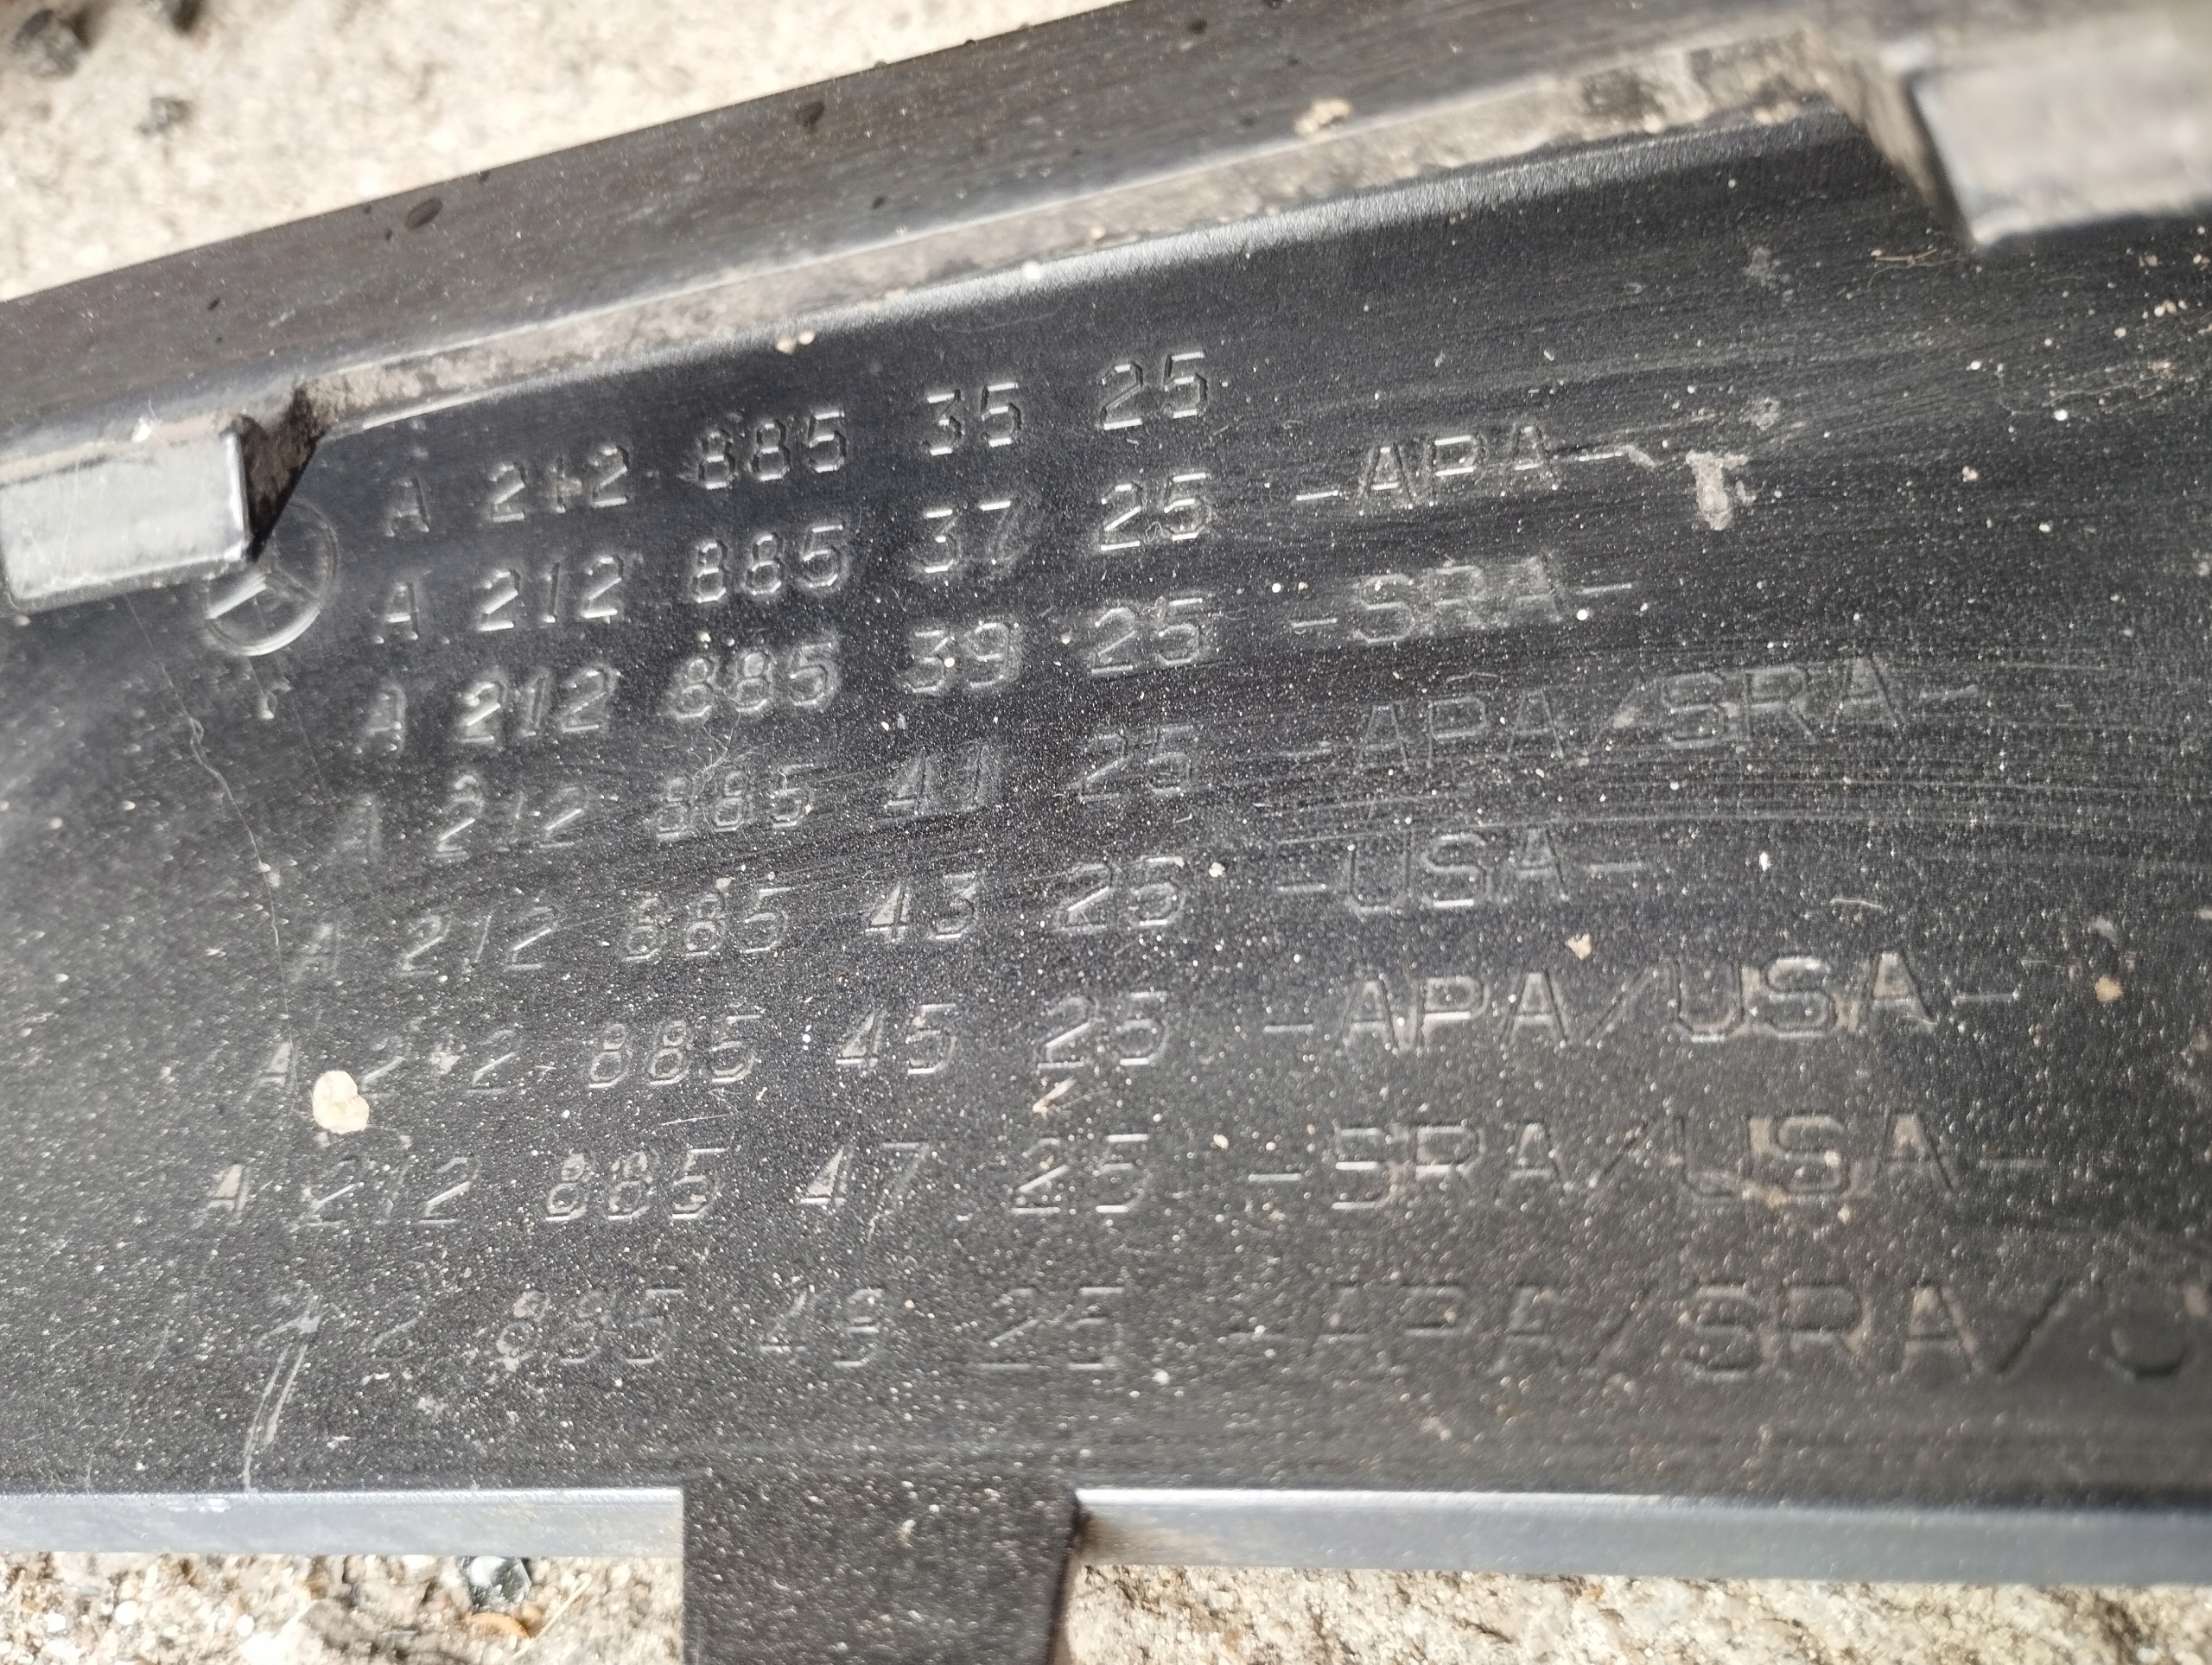 A 212 885 35 25
A 212 885 37 25 -APA-
A 212 885 39 25 -SRA-
A 212 885 41 25 -APA/SRA-
A 212 885 43 25 -USA-
A 212 885 45 25 -APA/USA-
A 212 885 47 25 -SRA/USA-
885 49 25 -APA/SRA/